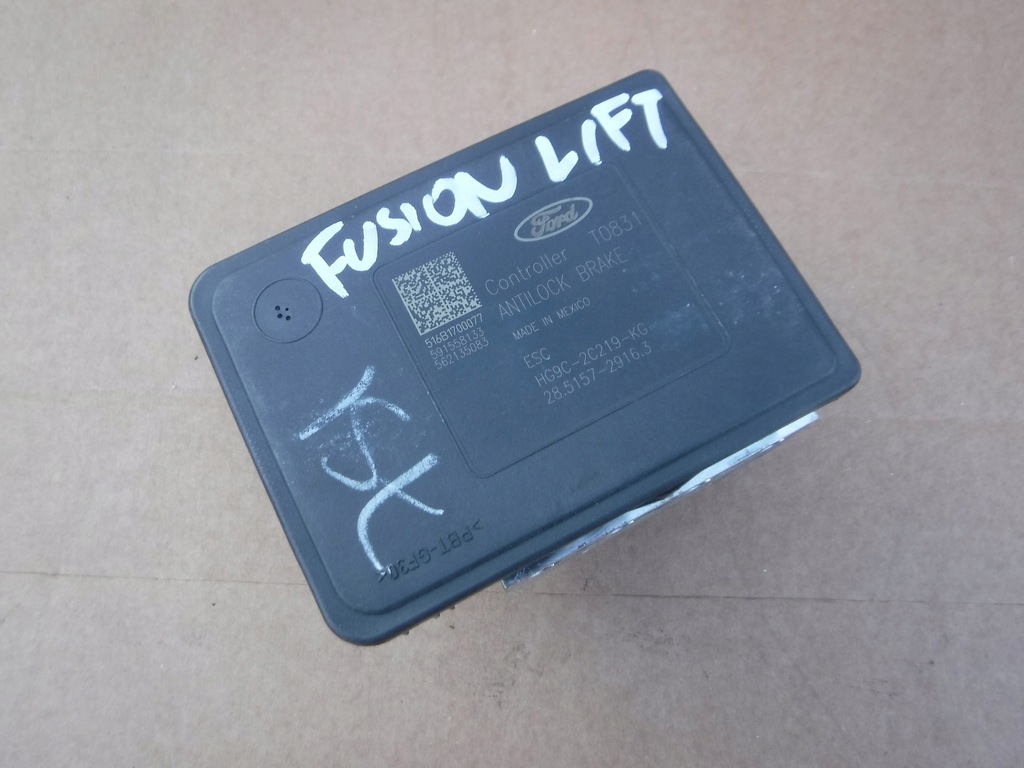 FUSION LIFT
Ford
Controller T0831
ANTILOCK BRAKE
MADE IN MEXICO
516B1700077
591558133
582135083
ESC
HG9C-2C219-KG
28.5157-2916.3
>PBT-GF30<